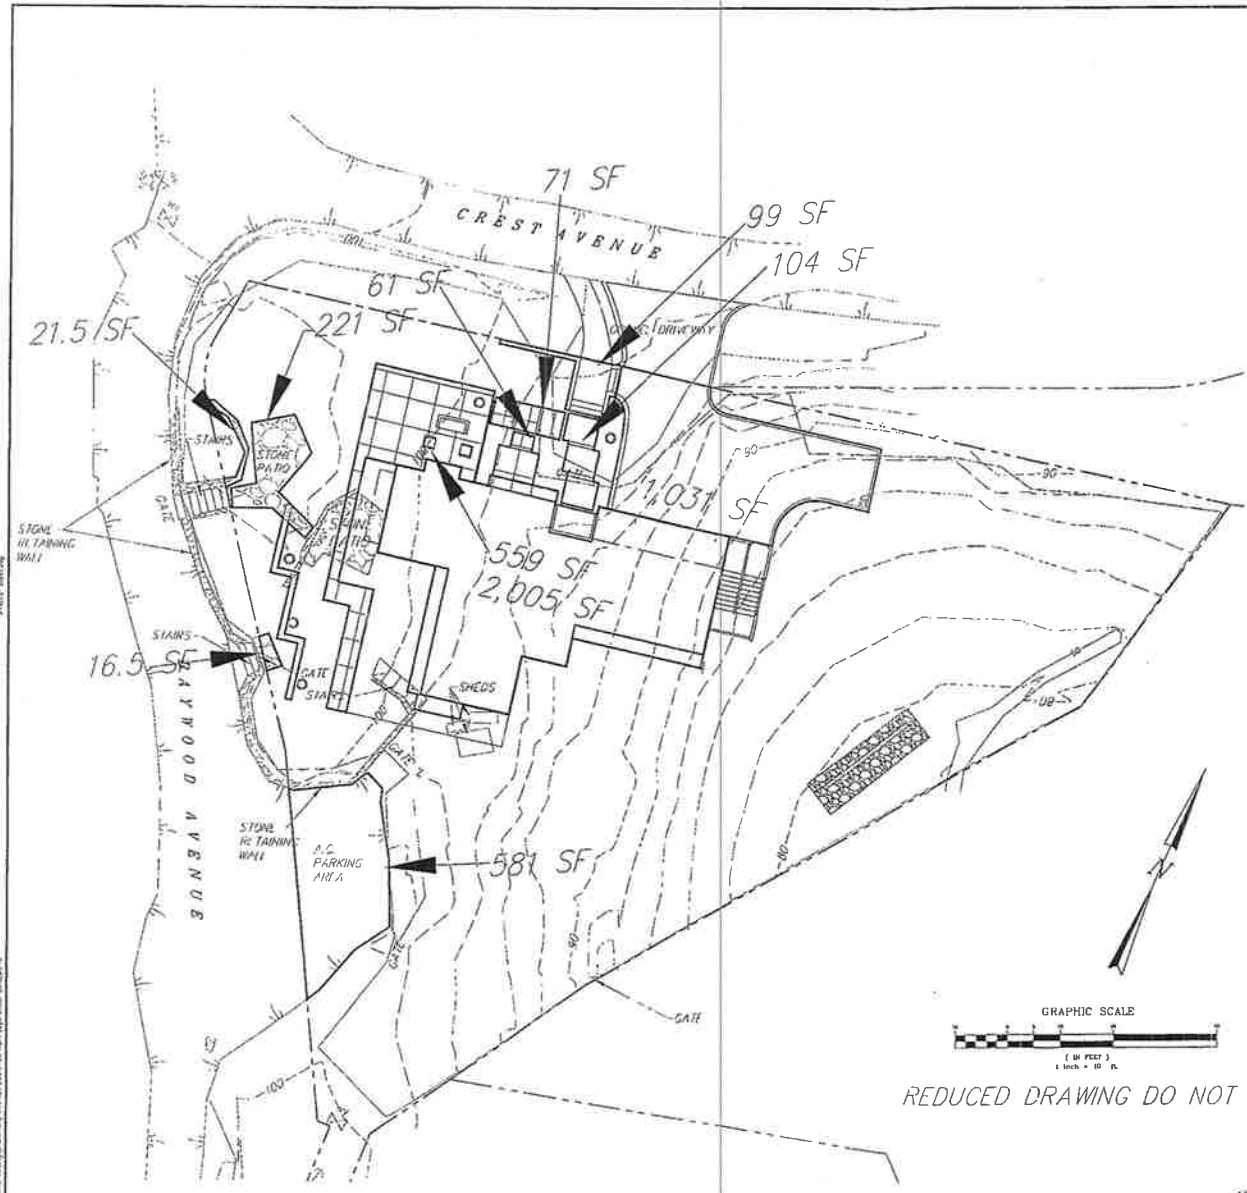 71 SF
CREST AVENUE
99 SF
104 SF
100
61 SF
221 SF
21.5 SF
DRIVEWAY
STAIRS
STONE
PATIO
90
90
1,031 SF
GATE
STONE
RETAINING
WALL
559 SF
2,005 SF
STAIRS
16.5 SF
GATE
STAIRS
SHEDS
100
80
GATE
HAYWOOD AVENUE
STONE
RETAINING
WALL
A.C.
PARKING
AREA
581 SF
80
90
GATE
GATE
N
100
GRAPHIC SCALE
( IN FEET )
1 inch = 10 ft.
REDUCED DRAWING DO NOT